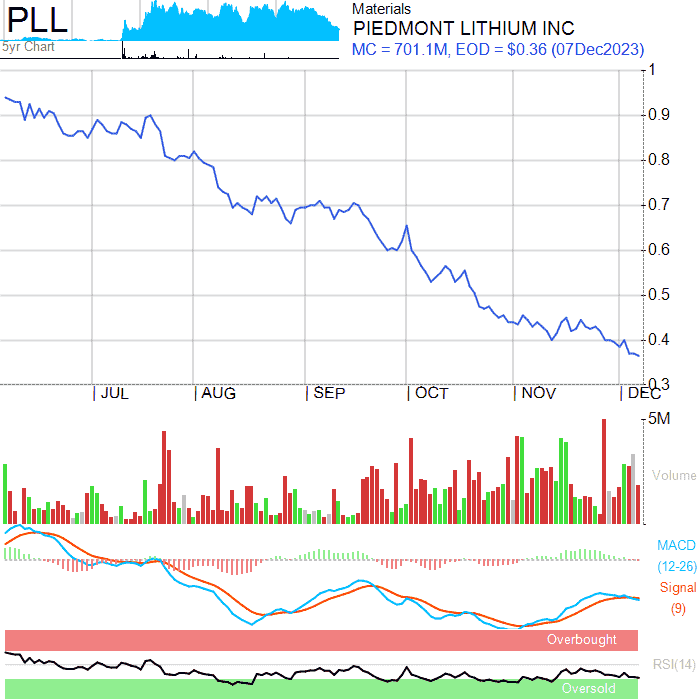 PLL
5yr Chart
Materials
PIEDMONT LITHIUM INC
MC = 701.1M, EOD = $0.36 (07Dec2023)
1
0.9
0.8
0.7
0.6
0.5
0.4
0.3
JUL AUG SEP OCT NOV DEC
5M
Volume
MACD
(12-26)
Signal
(9)
Overbought
RSI(14)
Oversold